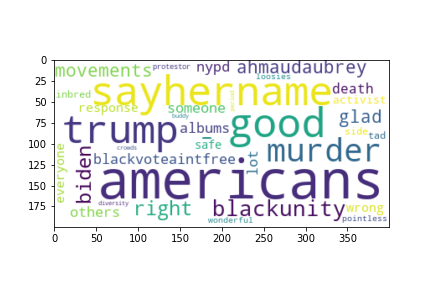 0
25
50
75
100
125
150
175
0 50 100 150 200 250 300 350
movements protestor nypd ahmaudaubrey
loosies
inbred sayhername death
activist
response someone period
trump albums good glad
side tad
buddy
safe
crowds
everyone biden blackvoteaintfree lot murder
americans
diversity
others right blackunity wrong
wonderful pointless